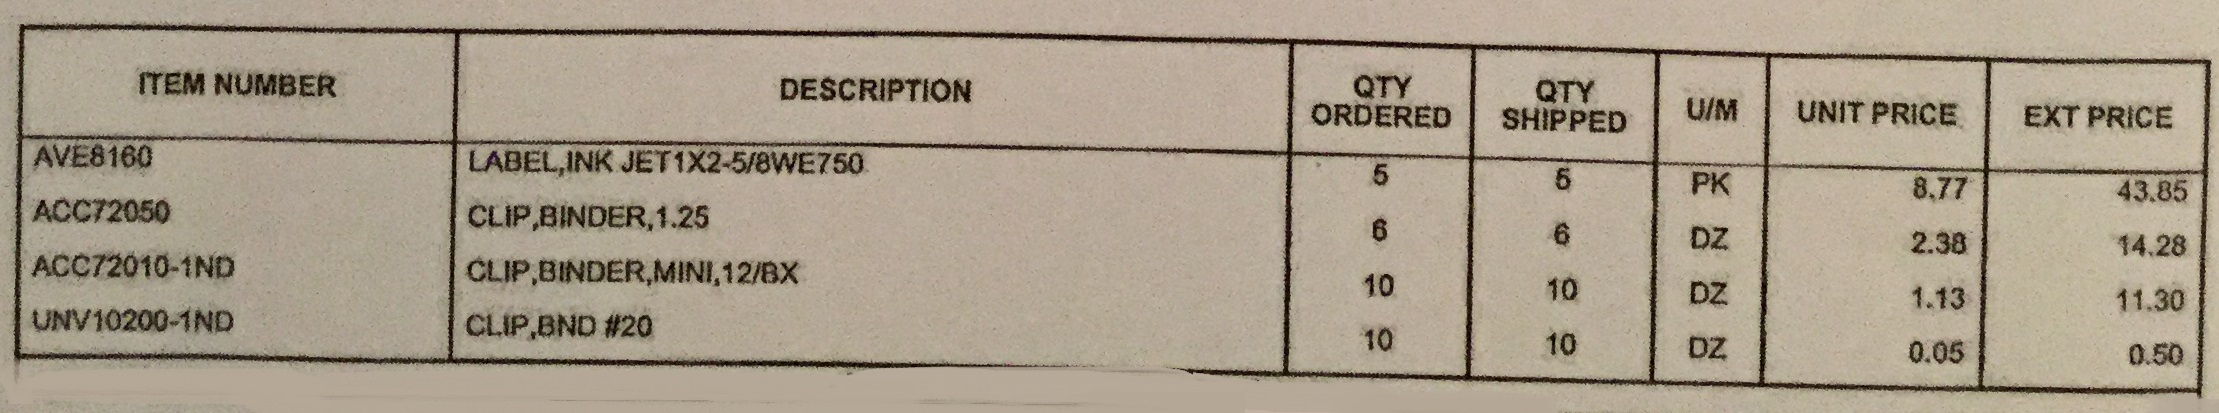 ITEM NUMBER DESCRIPTION QTY ORDERED QTY SHIPPED U/M UNIT PRICE EXT PRICE
AVE8160 LABEL,INK JET1X2-5/8WE750 5 5 PK 8.77 43.85
ACC72050 CLIP,BINDER,1.25 6 6 DZ 2.38 14.28
ACC72010-1ND CLIP,BINDER,MINI,12/BX 10 10 DZ 1.13 11.30
UNV10200-1ND CLIP,BND #20 10 10 DZ 0.05 0.50